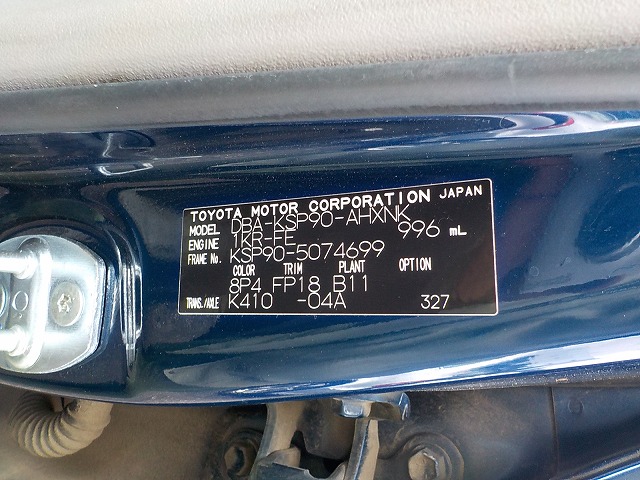 TOYOTA MOTOR CORPORATION JAPAN
MODEL DBA-KSP90-AHXNK
ENGINE 1KR-FE 996 mL
FRAME No. KSP90-5074699
COLOR TRIM PLANT OPTION
8P4 FP18 B11
TRANS./AXLE K410 -04A 327